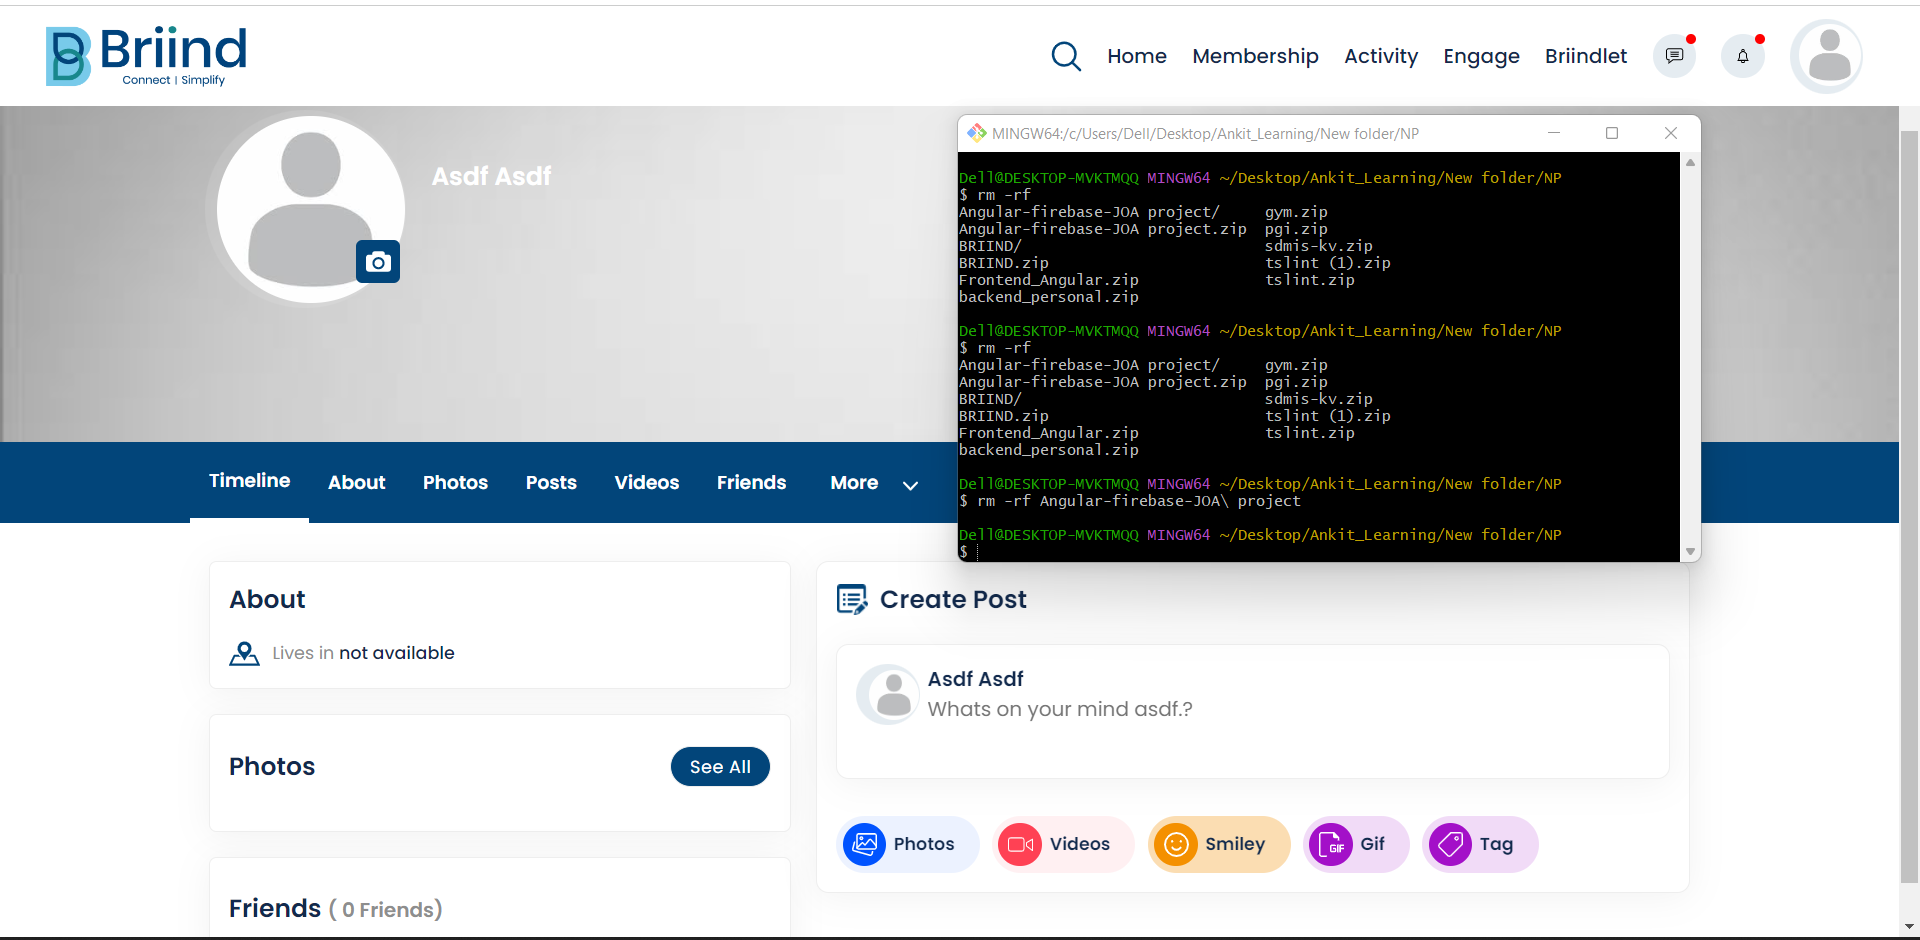 Briind
Connect | Simplify
Home Membership Activity Engage Briindlet
Asdf Asdf
MINGW64:/c/Users/Dell/Desktop/Ankit_Learning/New folder/NP
Dell@DESKTOP-MVKTMQQ MINGW64 ~/Desktop/Ankit_Learning/New folder/NP
$ rm -rf
Angular-firebase-JOA project/ gym.zip
Angular-firebase-JOA project.zip pgi.zip
BRIIND/ sdmis-kv.zip
BRIIND.zip tslint (1).zip
Frontend_Angular.zip tslint.zip
backend_personal.zip
Dell@DESKTOP-MVKTMQQ MINGW64 ~/Desktop/Ankit_Learning/New folder/NP
$ rm -rf
Angular-firebase-JOA project/ gym.zip
Angular-firebase-JOA project.zip pgi.zip
BRIIND/ sdmis-kv.zip
BRIIND.zip tslint (1).zip
Frontend_Angular.zip tslint.zip
backend_personal.zip
Dell@DESKTOP-MVKTMQQ MINGW64 ~/Desktop/Ankit_Learning/New folder/NP
$ rm -rf Angular-firebase-JOA\ project
Dell@DESKTOP-MVKTMQQ MINGW64 ~/Desktop/Ankit_Learning/New folder/NP
$
Timeline About Photos Posts Videos Friends More
About
Lives in not available
Photos
See All
Friends ( 0 Friends)
Create Post
Asdf Asdf
Whats on your mind asdf.?
Photos Videos Smiley GIF Gif Tag